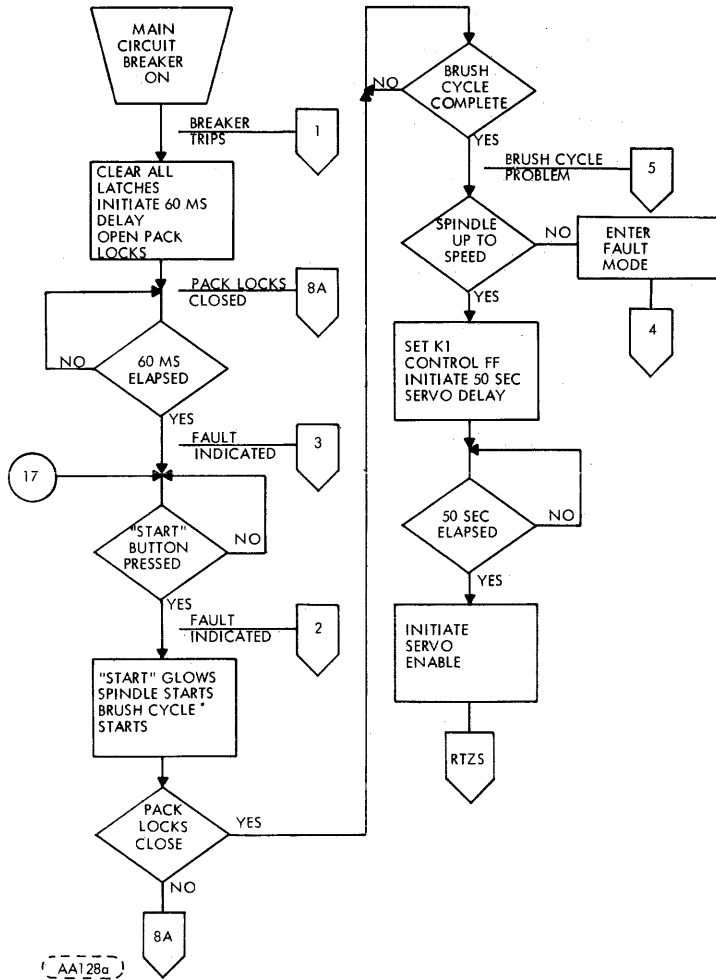 MAIN
CIRCUIT
BREAKER
ON
BREAKER
TRIPS
1
CLEAR ALL
LATCHES
INITIATE 60 MS
DELAY
OPEN PACK
LOCKS
PACK LOCKS
CLOSED
8A
NO
60 MS
ELAPSED
YES
FAULT
INDICATED
3
17
"START"
BUTTON
PRESSED
NO
YES
FAULT
INDICATED
2
"START" GLOWS
SPINDLE STARTS
BRUSH CYCLE *
STARTS
PACK
LOCKS
CLOSE
YES
NO
8A
AA128a
NO
BRUSH
CYCLE
COMPLETE
YES
BRUSH CYCLE
PROBLEM
5
SPINDLE
UP TO
SPEED
NO
ENTER
FAULT
MODE
4
YES
SET K1
CONTROL FF
INITIATE 50 SEC
SERVO DELAY
50 SEC
ELAPSED
NO
YES
INITIATE
SERVO
ENABLE
RTZS